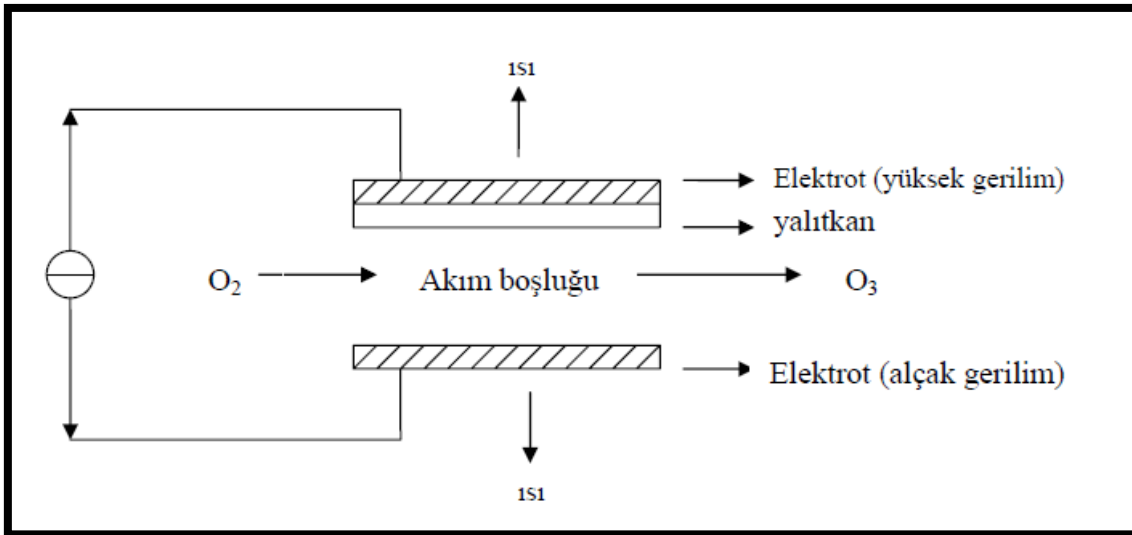 ısı
Elektrot (yüksek gerilim)
yalıtkan
O₂ Akım boşluğu O₃
Elektrot (alçak gerilim)
ısı